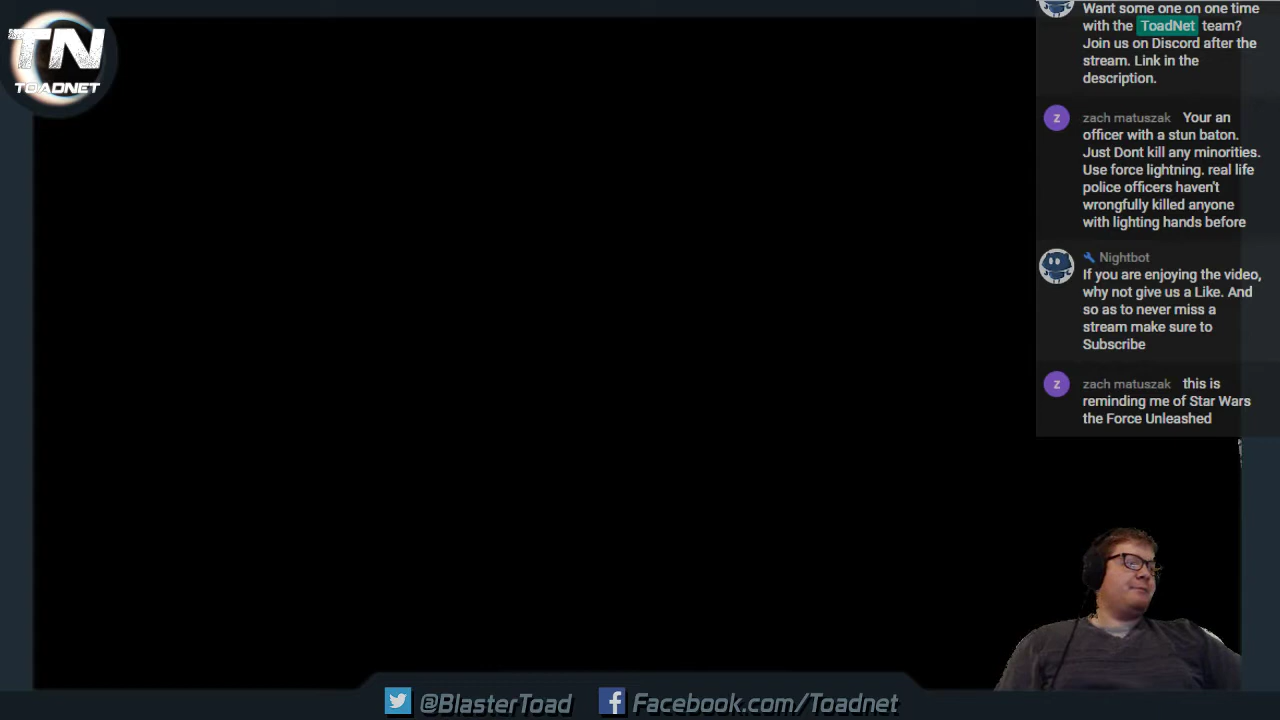 TN
TOADNET
Want some one on one time
with the ToadNet team?
Join us on Discord after the
stream. Link in the
description.
z
zach matuszak Your an
officer with a stun baton.
Just Dont kill any minorities.
Use force lightning. real life
police officers haven't
wrongfully killed anyone
with lighting hands before
Nightbot
If you are enjoying the video,
why not give us a Like. And
so as to never miss a
stream make sure to
Subscribe
z
zach matuszak this is
reminding me of Star Wars
the Force Unleashed
@BlasterToad
Facebook.com/Toadnet